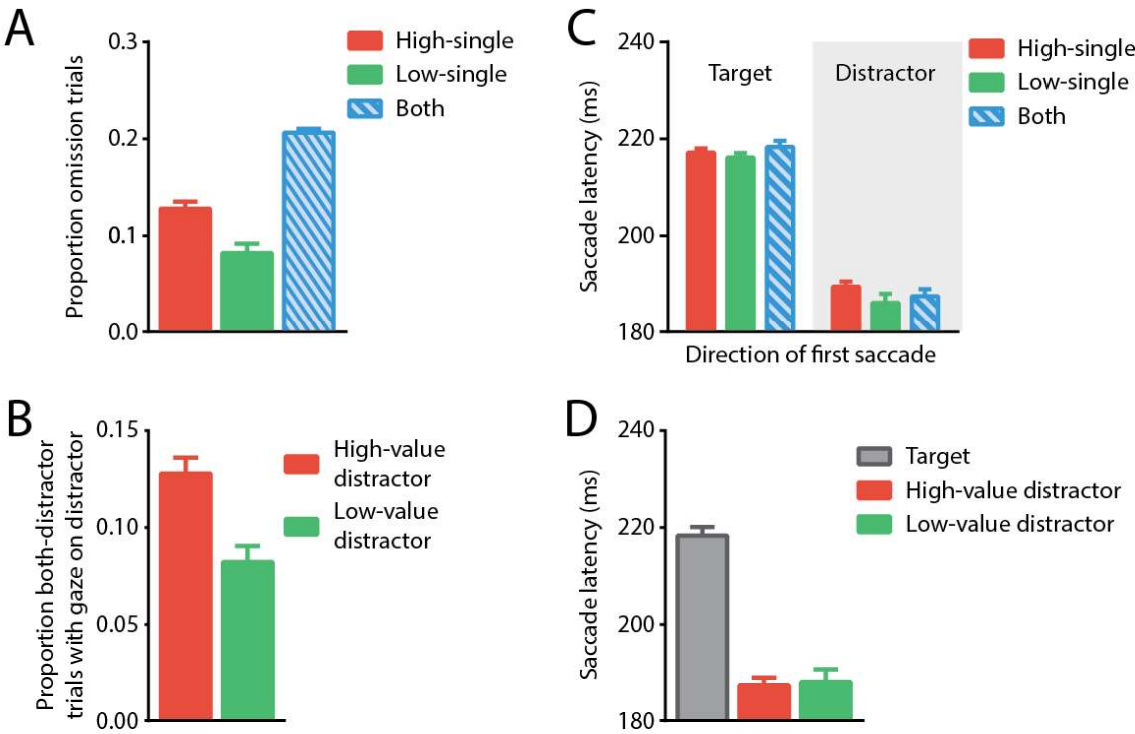 A
0.3
0.2
0.1
0.0
Proportion omission trials
High-single
Low-single
Both
C
240
220
200
180
Saccade latency (ms)
Target
Distractor
High-single
Low-single
Both
Direction of first saccade
B
0.15
0.10
0.05
0.00
Proportion both-distractor
trials with gaze on distractor
High-value
distractor
Low-value
distractor
D
240
220
200
180
Saccade latency (ms)
Target
High-value distractor
Low-value distractor